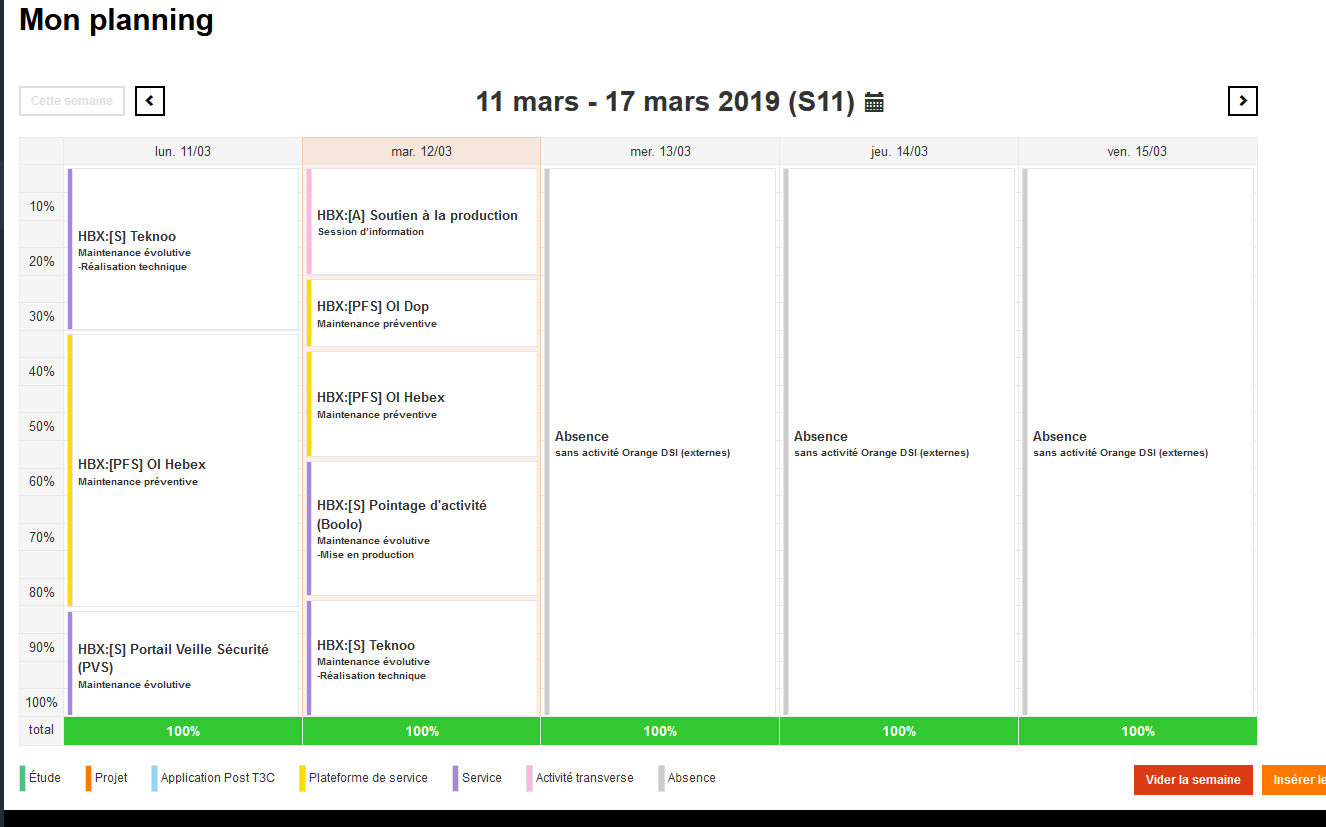 Mon planning
Cette semaine
11 mars - 17 mars 2019 (S11)
lun. 11/03
mar. 12/03
mer. 13/03
jeu. 14/03
ven. 15/03
10%
20%
30%
40%
50%
60%
70%
80%
90%
100%
HBX:[S] Teknoo
Maintenance évolutive
-Réalisation technique
HBX:[PFS] OI Hebex
Maintenance préventive
HBX:[S] Portail Veille Sécurité
(PVS)
Maintenance évolutive
HBX:[A] Soutien à la production
Session d'information
HBX:[PFS] OI Dop
Maintenance préventive
HBX:[PFS] OI Hebex
Maintenance préventive
HBX:[S] Pointage d'activité
(Boolo)
Maintenance évolutive
-Mise en production
HBX:[S] Teknoo
Maintenance évolutive
-Réalisation technique
Absence
sans activité Orange DSI (externes)
Absence
sans activité Orange DSI (externes)
Absence
sans activité Orange DSI (externes)
total
100%
100%
100%
100%
100%
Étude
Projet
Application Post T3C
Plateforme de service
Service
Activité transverse
Absence
Vider la semaine
Insérer le